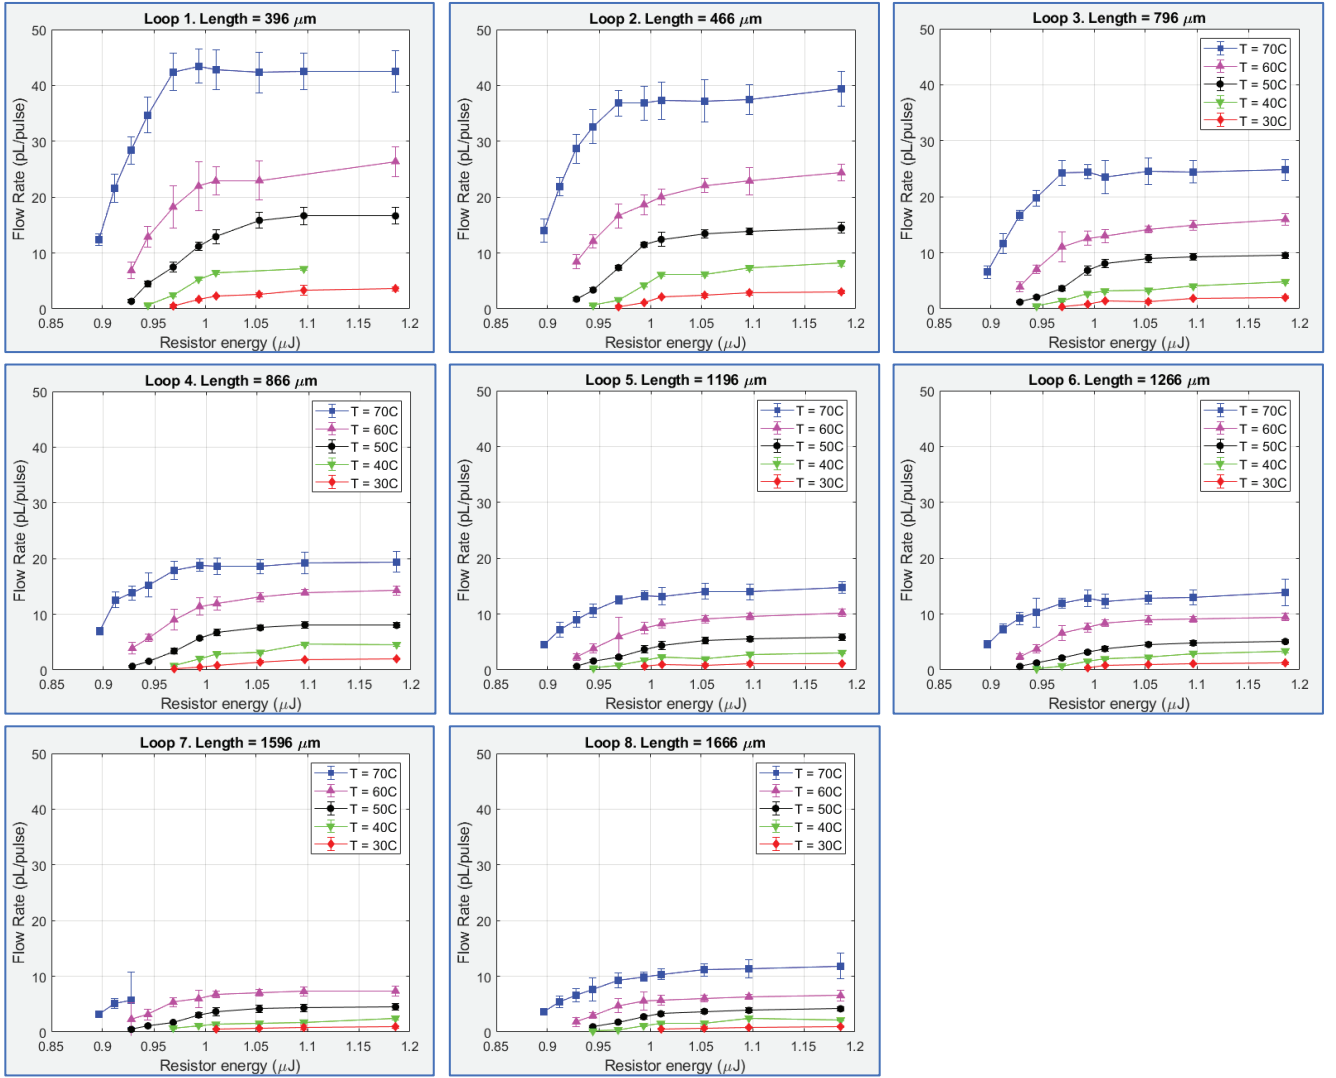 Loop 1. Length = 396 μm
Flow Rate (pL/pulse)
50
40
30
20
10
0
0.85 0.9 0.95 1 1.05 1.1 1.15 1.2
Resistor energy (μJ)
Loop 2. Length = 466 μm
Flow Rate (pL/pulse)
50
40
30
20
10
0
0.85 0.9 0.95 1 1.05 1.1 1.15 1.2
Resistor energy (μJ)
Loop 3. Length = 796 μm
Flow Rate (pL/pulse)
50
40
30
20
10
0
T = 70C
T = 60C
T = 50C
T = 40C
T = 30C
0.85 0.9 0.95 1 1.05 1.1 1.15 1.2
Resistor energy (μJ)
Loop 4. Length = 866 μm
Flow Rate (pL/pulse)
50
40
30
20
10
0
T = 70C
T = 60C
T = 50C
T = 40C
T = 30C
0.85 0.9 0.95 1 1.05 1.1 1.15 1.2
Resistor energy (μJ)
Loop 5. Length = 1196 μm
Flow Rate (pL/pulse)
50
40
30
20
10
0
T = 70C
T = 60C
T = 50C
T = 40C
T = 30C
0.85 0.9 0.95 1 1.05 1.1 1.15 1.2
Resistor energy (μJ)
Loop 6. Length = 1266 μm
Flow Rate (pL/pulse)
50
40
30
20
10
0
T = 70C
T = 60C
T = 50C
T = 40C
T = 30C
0.85 0.9 0.95 1 1.05 1.1 1.15 1.2
Resistor energy (μJ)
Loop 7. Length = 1596 μm
Flow Rate (pL/pulse)
50
40
30
20
10
0
T = 70C
T = 60C
T = 50C
T = 40C
T = 30C
0.85 0.9 0.95 1 1.05 1.1 1.15 1.2
Resistor energy (μJ)
Loop 8. Length = 1666 μm
Flow Rate (pL/pulse)
50
40
30
20
10
0
T = 70C
T = 60C
T = 50C
T = 40C
T = 30C
0.85 0.9 0.95 1 1.05 1.1 1.15 1.2
Resistor energy (μJ)